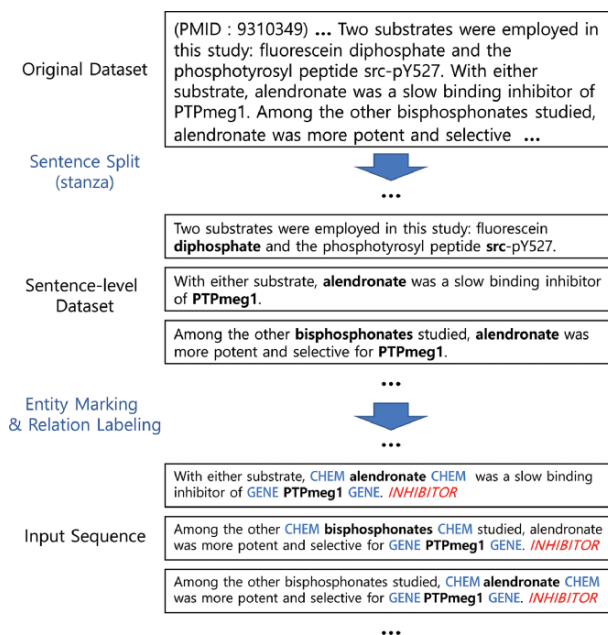 Original Dataset
(PMID : 9310349) ... Two substrates were employed in
this study: fluorescein diphosphate and the
phosphotyrosyl peptide src-pY527. With either
substrate, alendronate was a slow binding inhibitor of
PTPmeg1. Among the other bisphosphonates studied,
alendronate was more potent and selective ...
Sentence Split
(stanza)
...
Sentence-level
Dataset
Two substrates were employed in this study: fluorescein
diphosphate and the phosphotyrosyl peptide src-pY527.
With either substrate, alendronate was a slow binding inhibitor
of PTPmeg1.
Among the other bisphosphonates studied, alendronate was
more potent and selective for PTPmeg1.
...
Entity Marking
& Relation Labeling
...
Input Sequence
With either substrate, CHEM alendronate CHEM was a slow binding
inhibitor of GENE PTPmeg1 GENE. INHIBITOR
Among the other CHEM bisphosphonates CHEM studied, alendronate
was more potent and selective for GENE PTPmeg1 GENE. INHIBITOR
Among the other bisphosphonates studied, CHEM alendronate CHEM
was more potent and selective for GENE PTPmeg1 GENE. INHIBITOR
...